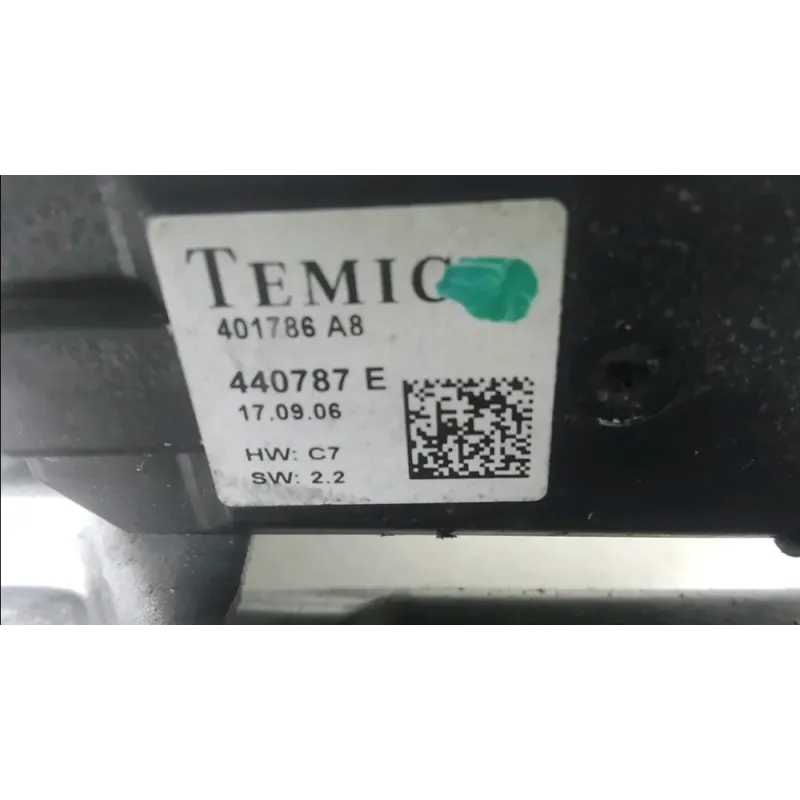 TEMIC
401786 A8
440787 E
17.09.06
HW: C7
SW: 2.2